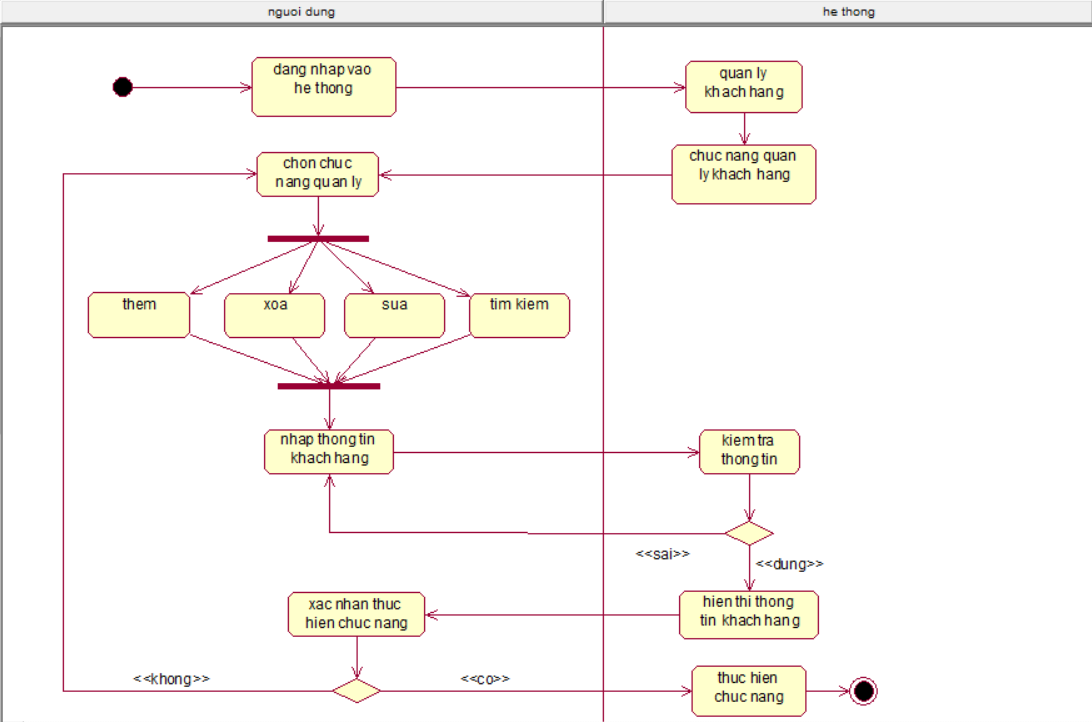 nguoi dung
he thong
dang nhap vao
he thong
quan ly
khach hang
chon chuc
nang quan ly
chuc nang quan
ly khach hang
them
xoa
sua
tim kiem
nhap thong tin
khach hang
kiem tra
thong tin
<<sai>>
<<dung>>
xac nhan thuc
hien chuc nang
hien thi thong
tin khach hang
<<khong>>
<<co>>
thuc hien
chuc nang